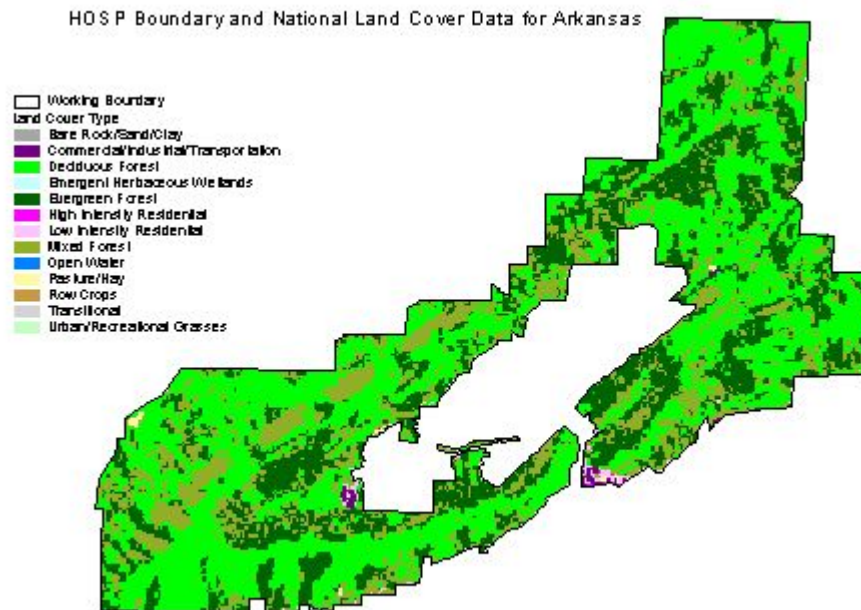 HOSP Boundary and National Land Cover Data for Arkansas
Working Boundary
Land Cover Type
Bare Rock/Sand/Clay
Commercial/Industrial/Transportation
Deciduous Forest
Emergent Herbaceous Wetlands
Evergreen Forest
High Intensity Residential
Low Intensity Residential
Mixed Forest
Open Water
Pasture/Hay
Row Crops
Transitional
Urban/Recreational Grasses